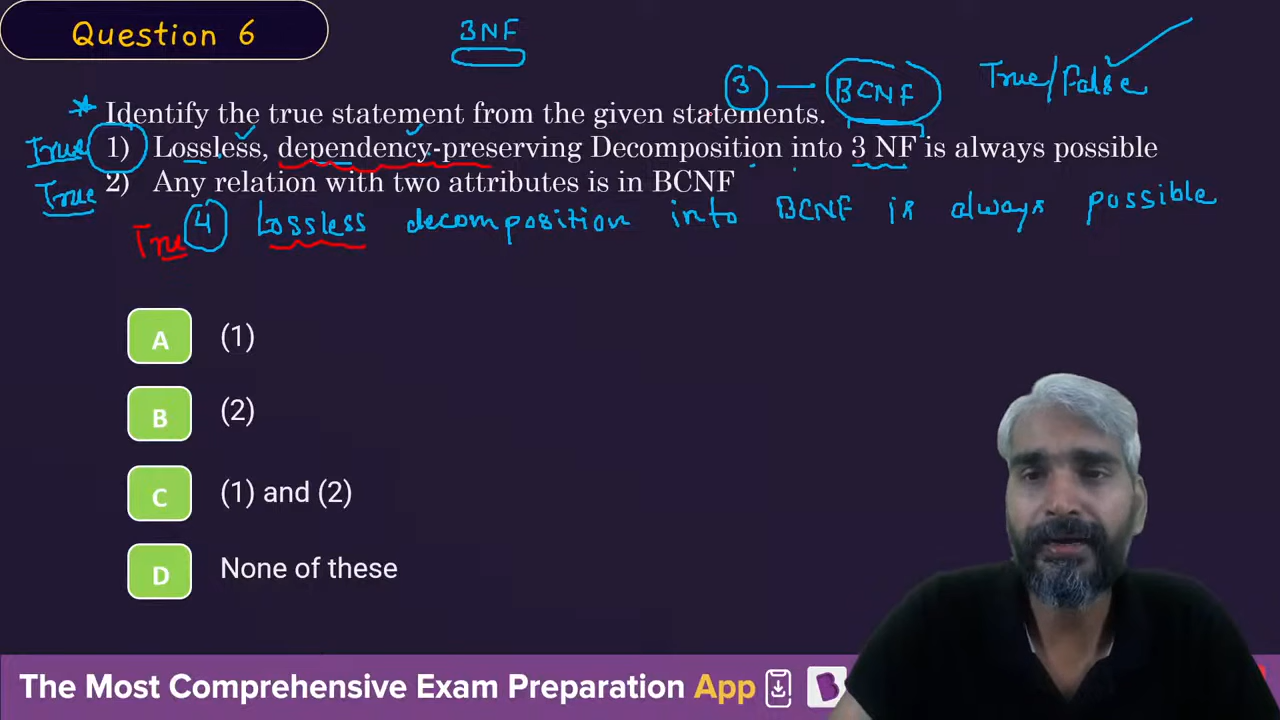 Question 6
3NF
3 — BCNF
True/False
Identify the true statement from the given statements.
True 1) Lossless, dependency-preserving Decomposition into 3 NF is always possible
True 2) Any relation with two attributes is in BCNF
True 4 Lossless decomposition into BCNF is always possible
A (1)
B (2)
C (1) and (2)
D None of these
The Most Comprehensive Exam Preparation App B